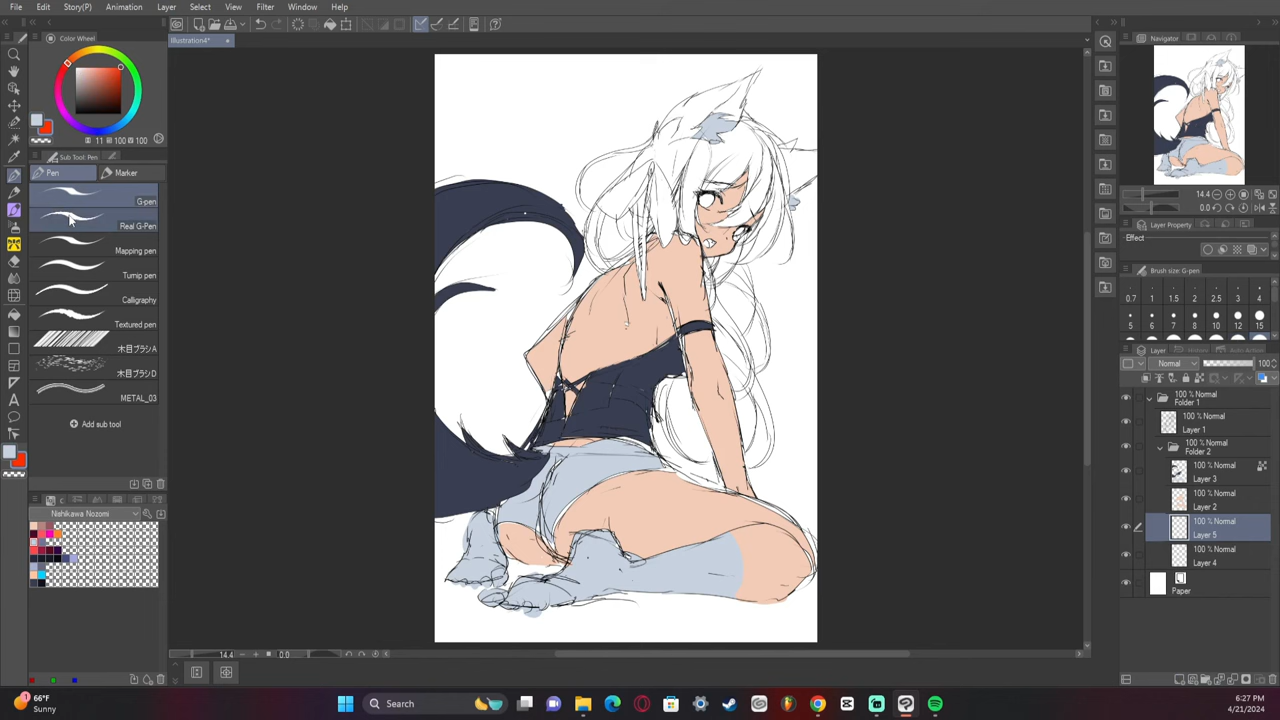 File Edit Story(P) Animation Layer Select View Filter Window Help
Illustration4*
Color Wheel
11 100 100
Sub Tool: Pen
Pen Marker
G-pen
Real G-Pen
Mapping pen
Turnip pen
Calligraphy
Textured pen
木目ブラシA
木目ブラシD
METAL_03
Add sub tool
Nishikawa Nozomi
14.4 0.0
Navigator
14.4
0.0
Layer Property
Effect
Brush size: G-pen
0.7 1 1.5 2 2.5 3 4
5 6 7 8 10 12 15
Layer History Auto Action
Normal 100
100 % Normal
Folder 1
100 % Normal
Layer 1
100 % Normal
Folder 2
100 % Normal
Layer 3
100 % Normal
Layer 2
100 % Normal
Layer 5
100 % Normal
Layer 4
Paper
66°F
Sunny
Search
6:27 PM
4/21/2024